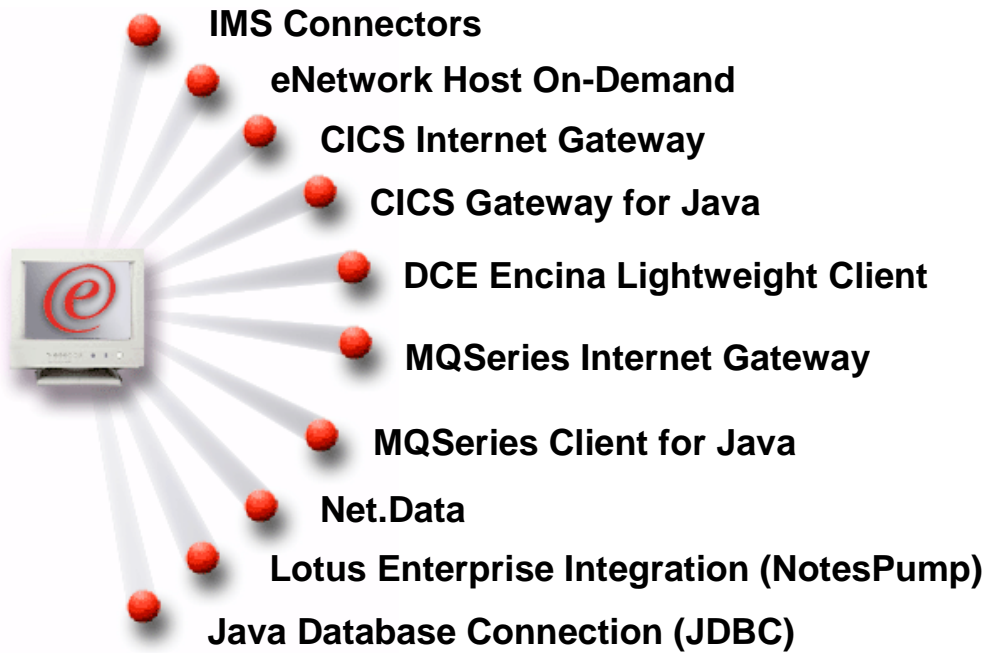 IMS Connectors
eNetwork Host On-Demand
CICS Internet Gateway
CICS Gateway for Java
DCE Encina Lightweight Client
e
MQSeries Internet Gateway
MQSeries Client for Java
Net.Data
Lotus Enterprise Integration (NotesPump)
Java Database Connection (JDBC)